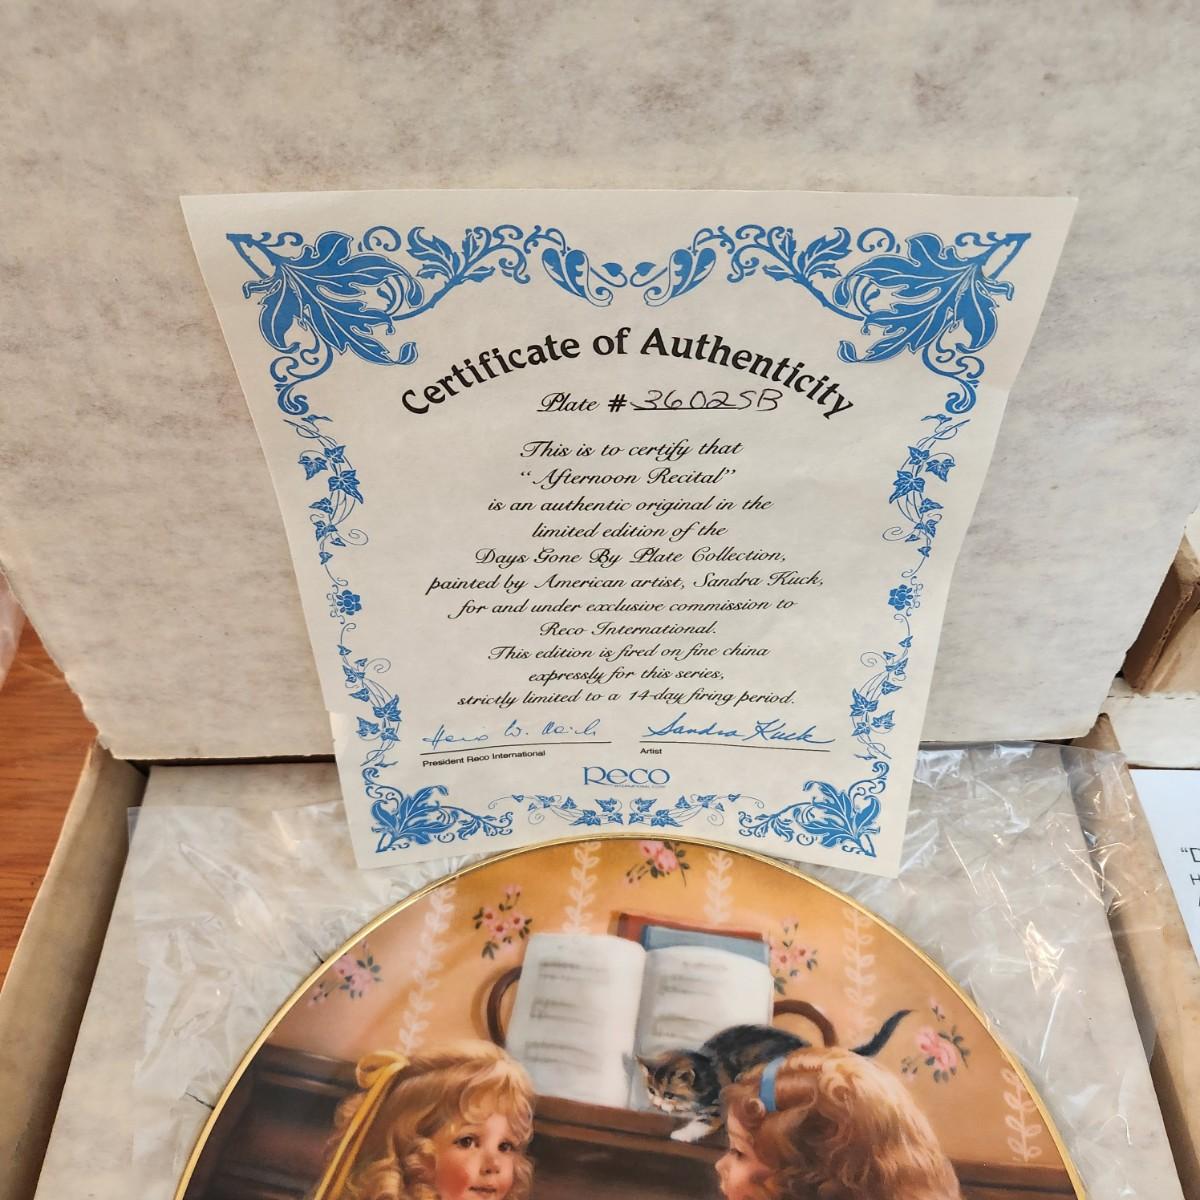 Certificate of Authenticity
Plate # 3602SB
This is to certify that
“Afternoon Recital”
is an authentic original in the
limited edition of the
Days Gone By Plate Collection,
painted by American artist, Sandra Kuck,
for and under exclusive commission to
Reco International.
This edition is fired on fine china
expressly for this series,
strictly limited to a 14-day firing period.
Sandra Kuck
President Reco International
Artist
Reco
INTERNATIONAL CORP.